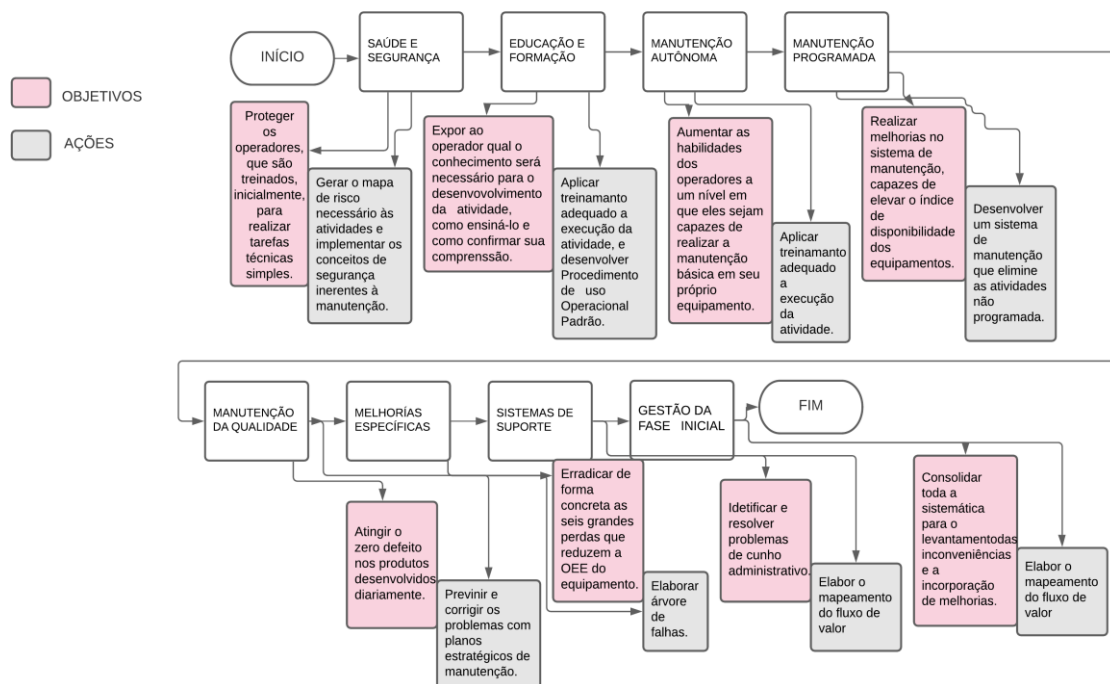 INÍCIO
SAÚDE E
SEGURANÇA
EDUCAÇÃO E
FORMAÇÃO
MANUTENÇÃO
AUTÔNOMA
MANUTENÇÃO
PROGRAMADA
OBJETIVOS
AÇÕES
Proteger
os
operadores,
que são
treinados,
inicialmente,
para
realizar
tarefas
técnicas
simples.
Gerar o mapa
de risco
necessário às
atividades e
implementar os
conceitos de
segurança
inerentes à
manutenção.
Expor ao
operador qual o
conhecimento será
necessário para o
desenvovolvimento
da atividade,
como ensiná-lo e
como confirmar sua
comprenssão.
Aplicar
treinamanto
adequado a
execução da
atividade, e
desenvolver
Procedimento
de uso
Operacional
Padrão.
Aumentar as
habilidades
dos
operadores a
um nível em
que eles sejam
capazes de
realizar a
manutenção
básica em seu
próprio
equipamento.
Aplicar
treinamanto
adequado
a
execução
da
atividade.
Realizar
melhorias no
sistema de
manutenção,
capazes de
elevar o índice
de
disponibilidade
dos
equipamentos.
Desenvolver
um sistema de
manutenção
que elimine
as atividades
não
programada.
MANUTENÇÃO
DA QUALIDADE
MELHORÍAS
ESPECÍFICAS
SISTEMAS DE
SUPORTE
GESTÃO DA
FASE INICIAL
FIM
Atingir o
zero defeito
nos produtos
desenvolvidos
diariamente.
Previnir e
corrigir os
problemas com
planos
estratégicos de
manutenção.
Erradicar de
forma
concreta as
seis grandes
perdas que
reduzem a
OEE do
equipamento.
Elaborar
árvore
de
falhas.
Idetificar e
resolver
problemas
de cunho
administrativo.
Elabor o
mapeamento
do fluxo de
valor
Consolidar
toda a
sistemática
para o
levantamentodas
inconveniências
e a
incorporação
de melhorias.
Elabor o
mapeamento
do fluxo de
valor